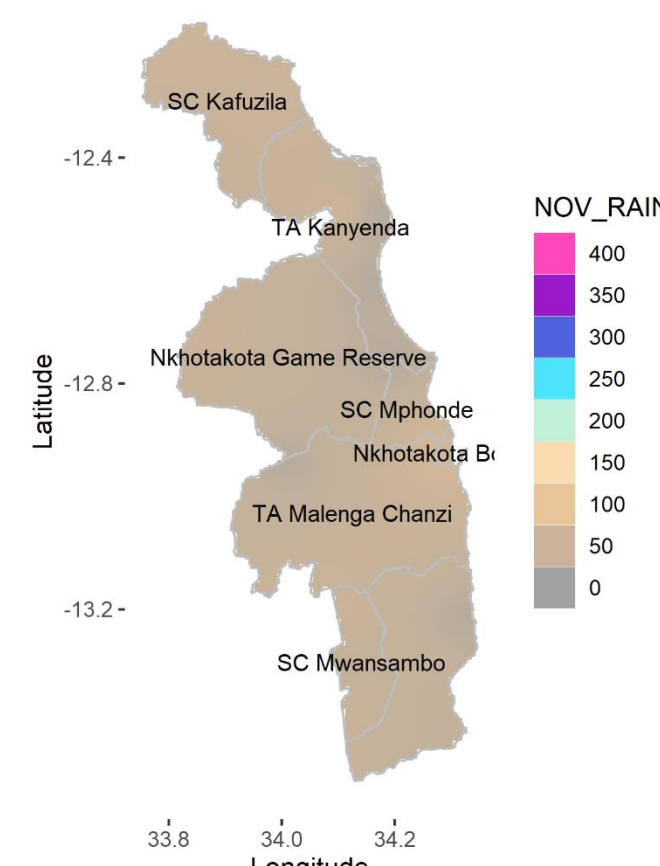 SC Kafuzila
-12.4
NOV_RAIN
TA Kanyenda
400
350
300
250
200
150
100
50
0
Nkhotakota Game Reserve
-12.8
Latitude
SC Mphonde
Nkhotakota Bo
TA Malenga Chanzi
-13.2
SC Mwansambo
33.8
34.0
34.2
Longitude